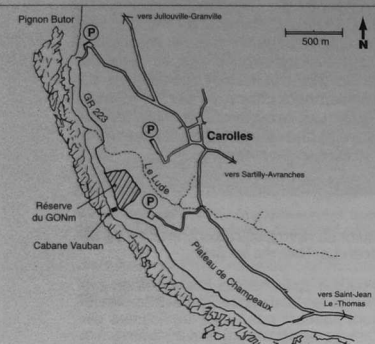 Pignon Butor
P
vers Jullouville-Granville
500 m
N
GR 223
P
Carolles
vers Sartilly-Avranches
Le Lude
P
Réserve
du GONm
Cabane Vauban
Plateau de Champeaux
vers Saint-Jean
Le -Thomas